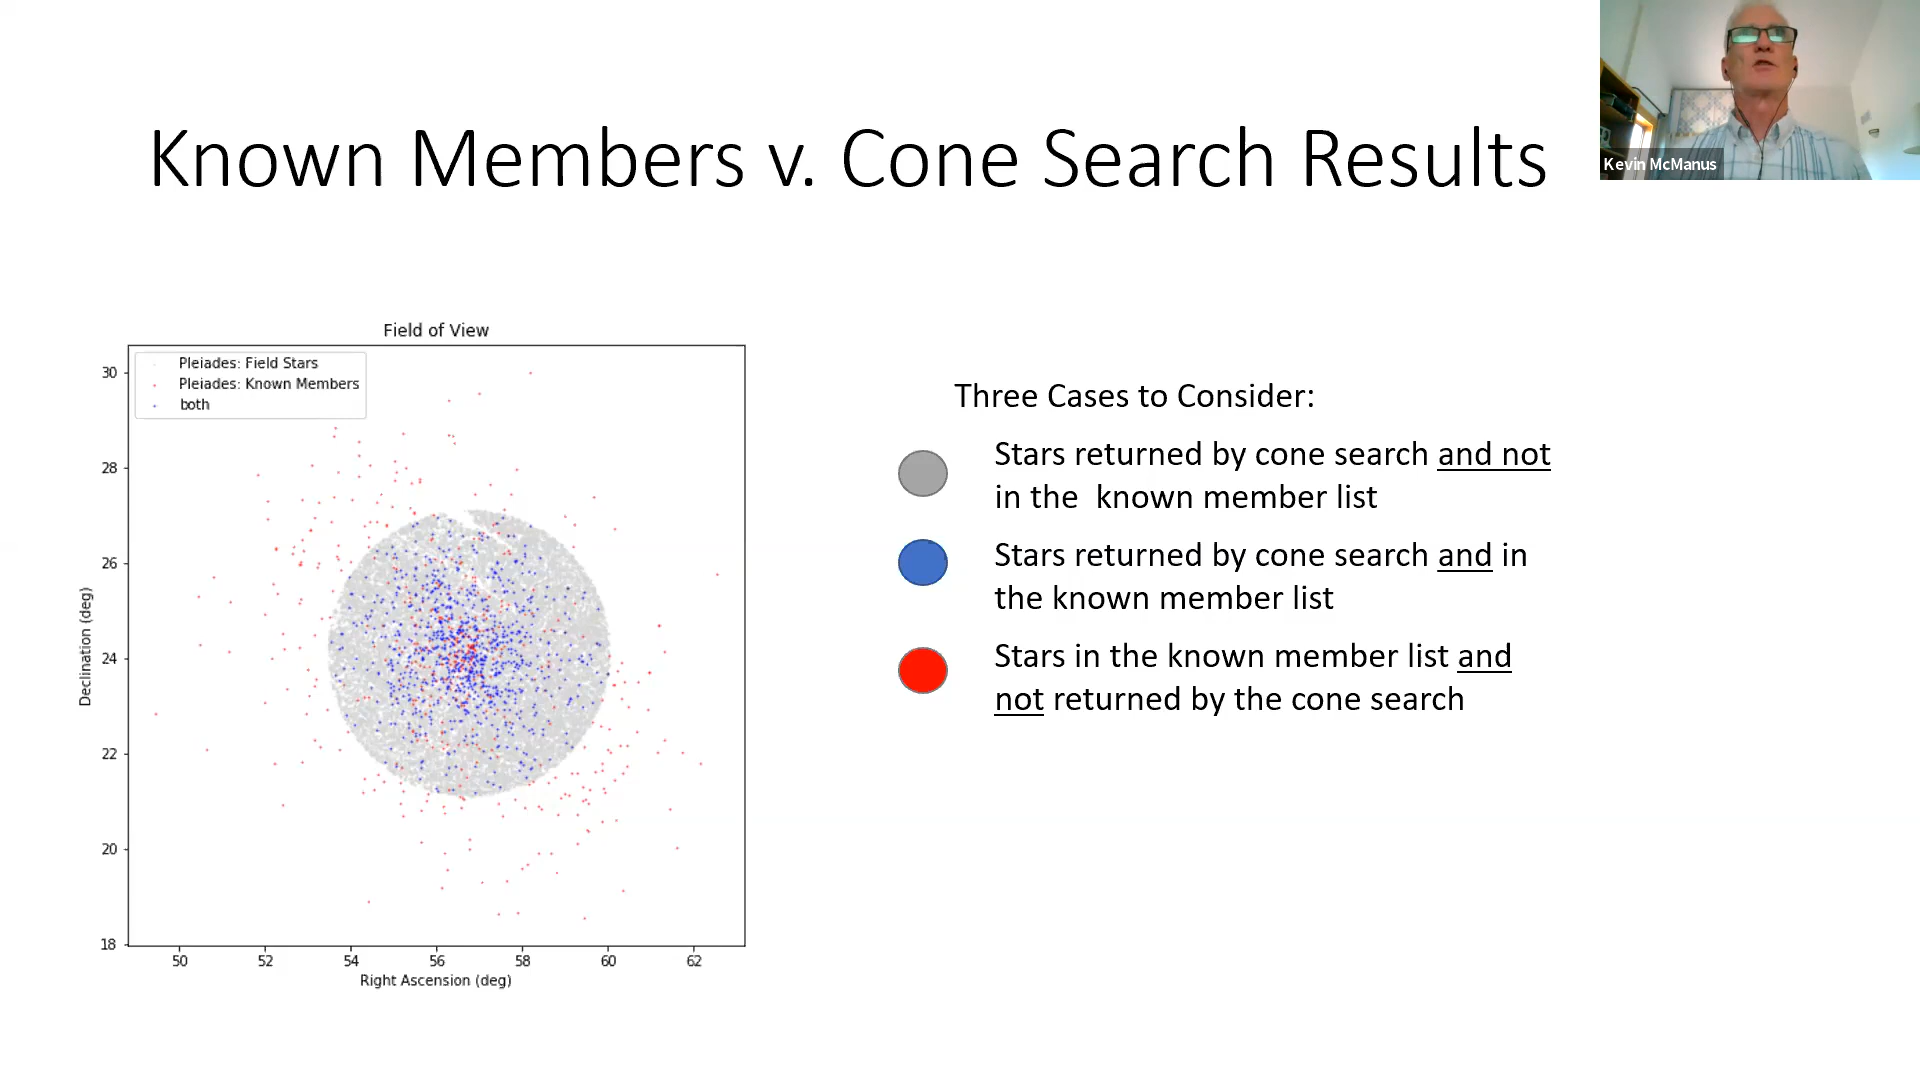 Known Members v. Cone Search Results
Kevin McManus
Field of View
Pleiades: Field Stars
Pleiades: Known Members
both
30
28
26
24
22
20
18
Declination (deg)
50 52 54 56 58 60 62
Right Ascension (deg)
Three Cases to Consider:
Stars returned by cone search and not
in the known member list
Stars returned by cone search and in
the known member list
Stars in the known member list and
not returned by the cone search